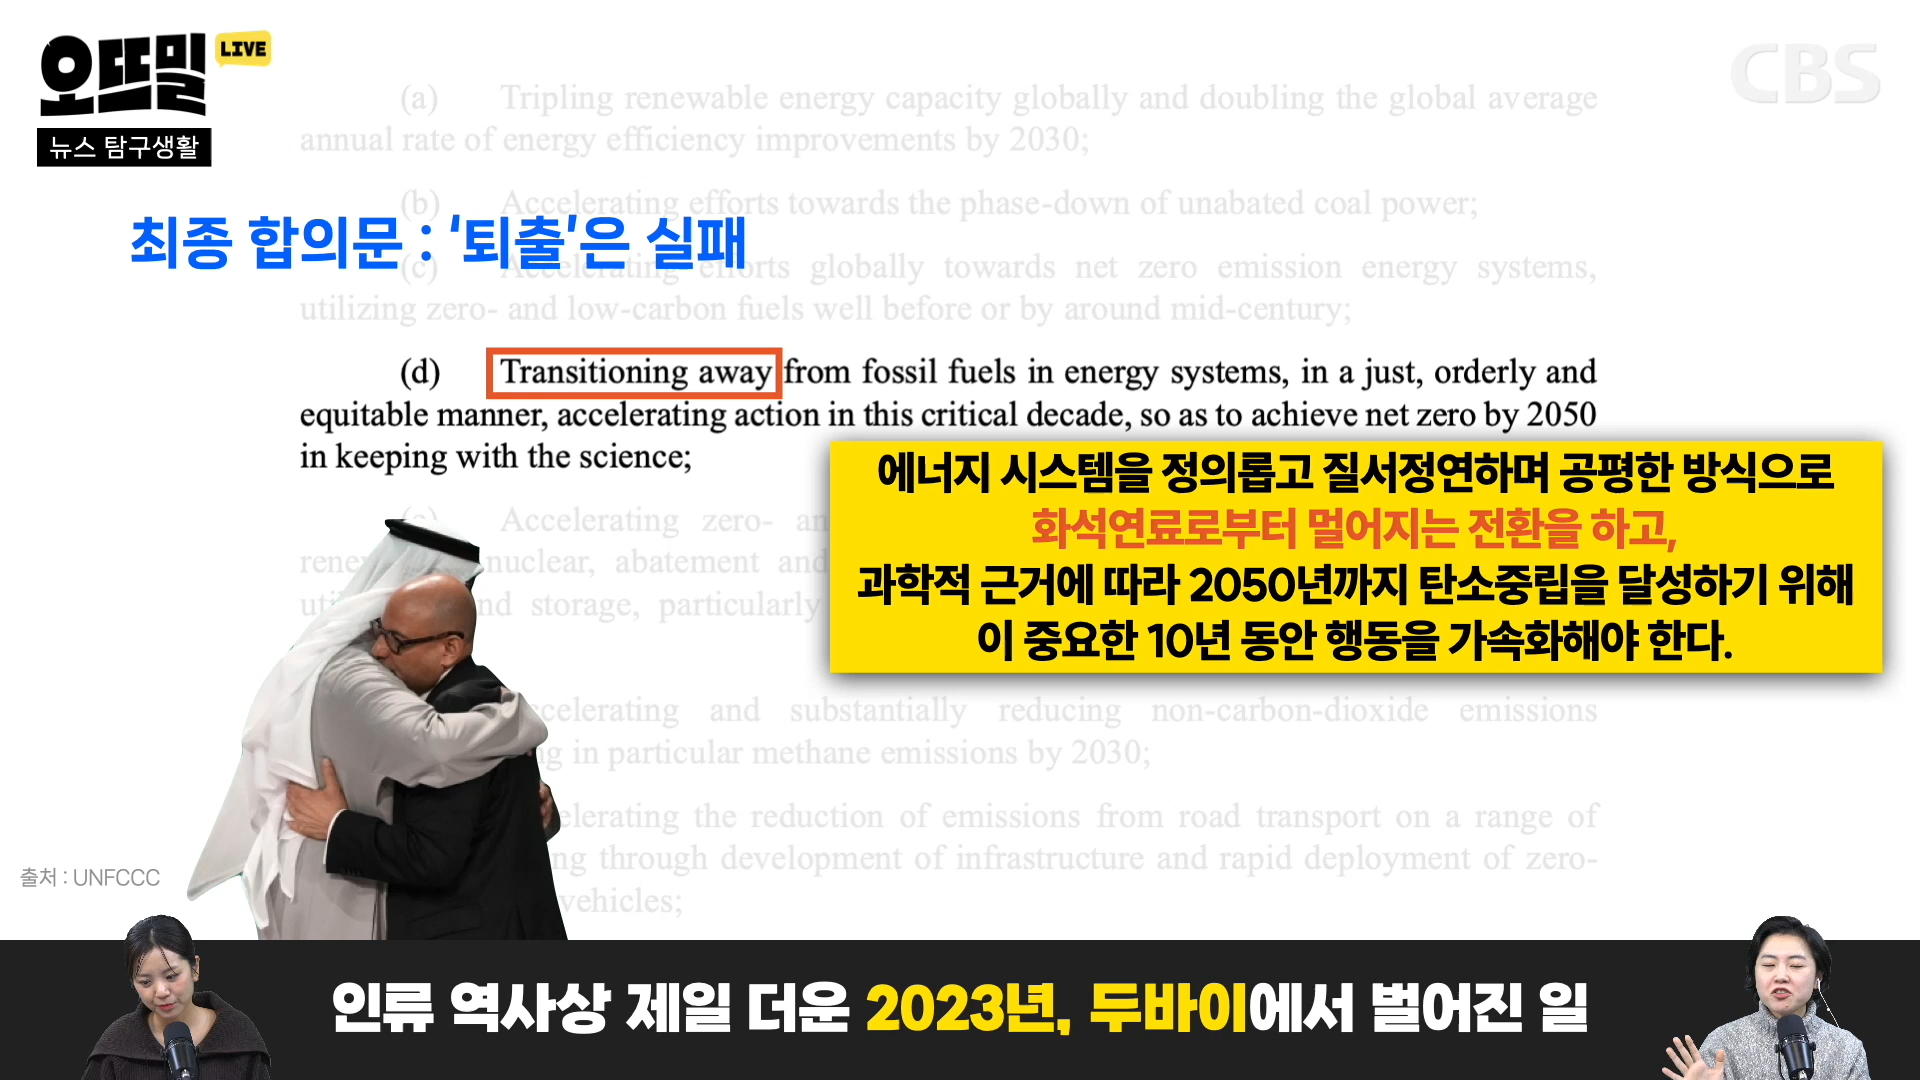 오뜨밀 LIVE
뉴스 탐구생활
CBS
(a) Tripling renewable energy capacity globally and doubling the global average
annual rate of energy efficiency improvements by 2030;
(b) Accelerating efforts towards the phase-down of unabated coal power;
최종 합의문 : ‘퇴출’은 실패
(c) Accelerating efforts globally towards net zero emission energy systems,
utilizing zero- and low-carbon fuels well before or by around mid-century;
(d) Transitioning away from fossil fuels in energy systems, in a just, orderly and
equitable manner, accelerating action in this critical decade, so as to achieve net zero by 2050
in keeping with the science;
에너지 시스템을 정의롭고 질서정연하며 공평한 방식으로
화석연료로부터 멀어지는 전환을 하고,
과학적 근거에 따라 2050년까지 탄소중립을 달성하기 위해
이 중요한 10년 동안 행동을 가속화해야 한다.
(e) Accelerating zero- an
rene nuclear, abatement and
uti nd storage, particularly
ccelerating and substantially reducing non-carbon-dioxide emissions
ng in particular methane emissions by 2030;
elerating the reduction of emissions from road transport on a range of
ng through development of infrastructure and rapid deployment of zero-
vehicles;
출처 : UNFCCC
인류 역사상 제일 더운 2023년, 두바이에서 벌어진 일